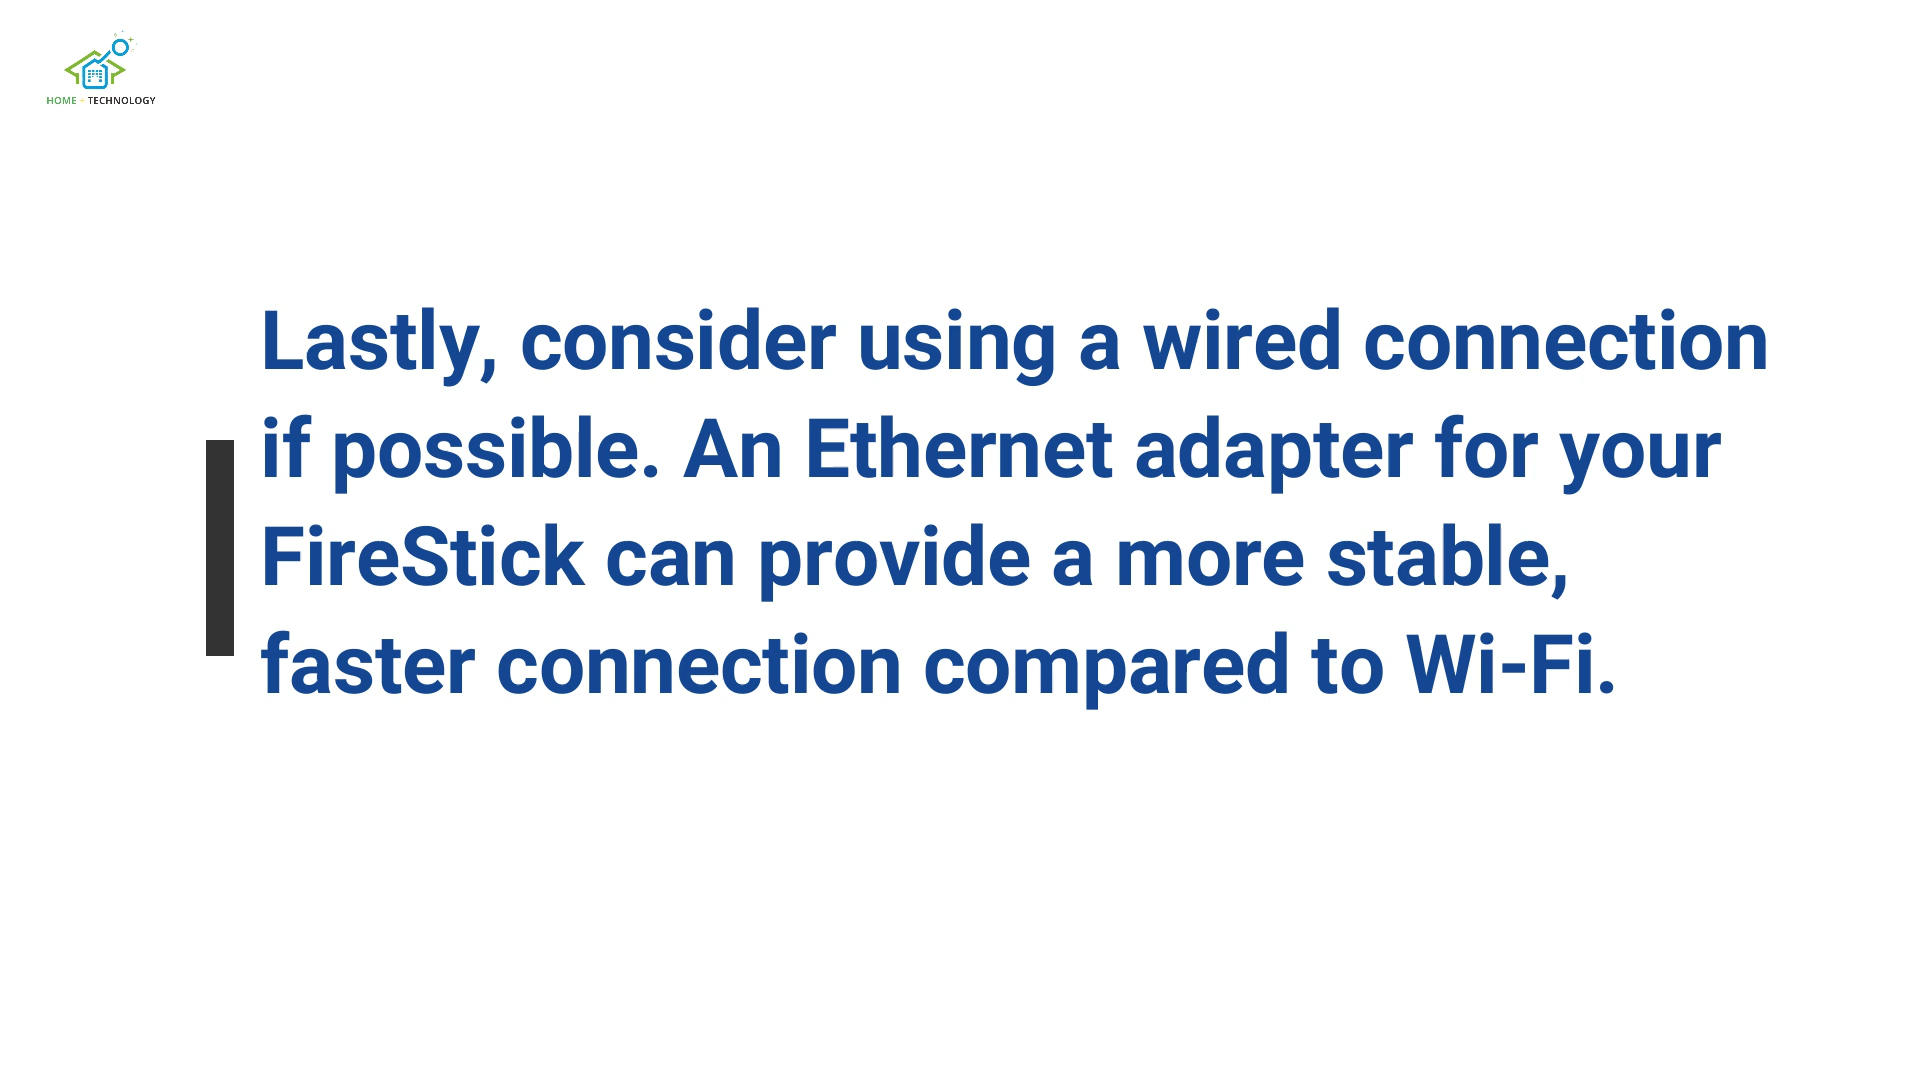 HOME + TECHNOLOGY
Lastly, consider using a wired connection
if possible. An Ethernet adapter for your
FireStick can provide a more stable,
faster connection compared to Wi-Fi.